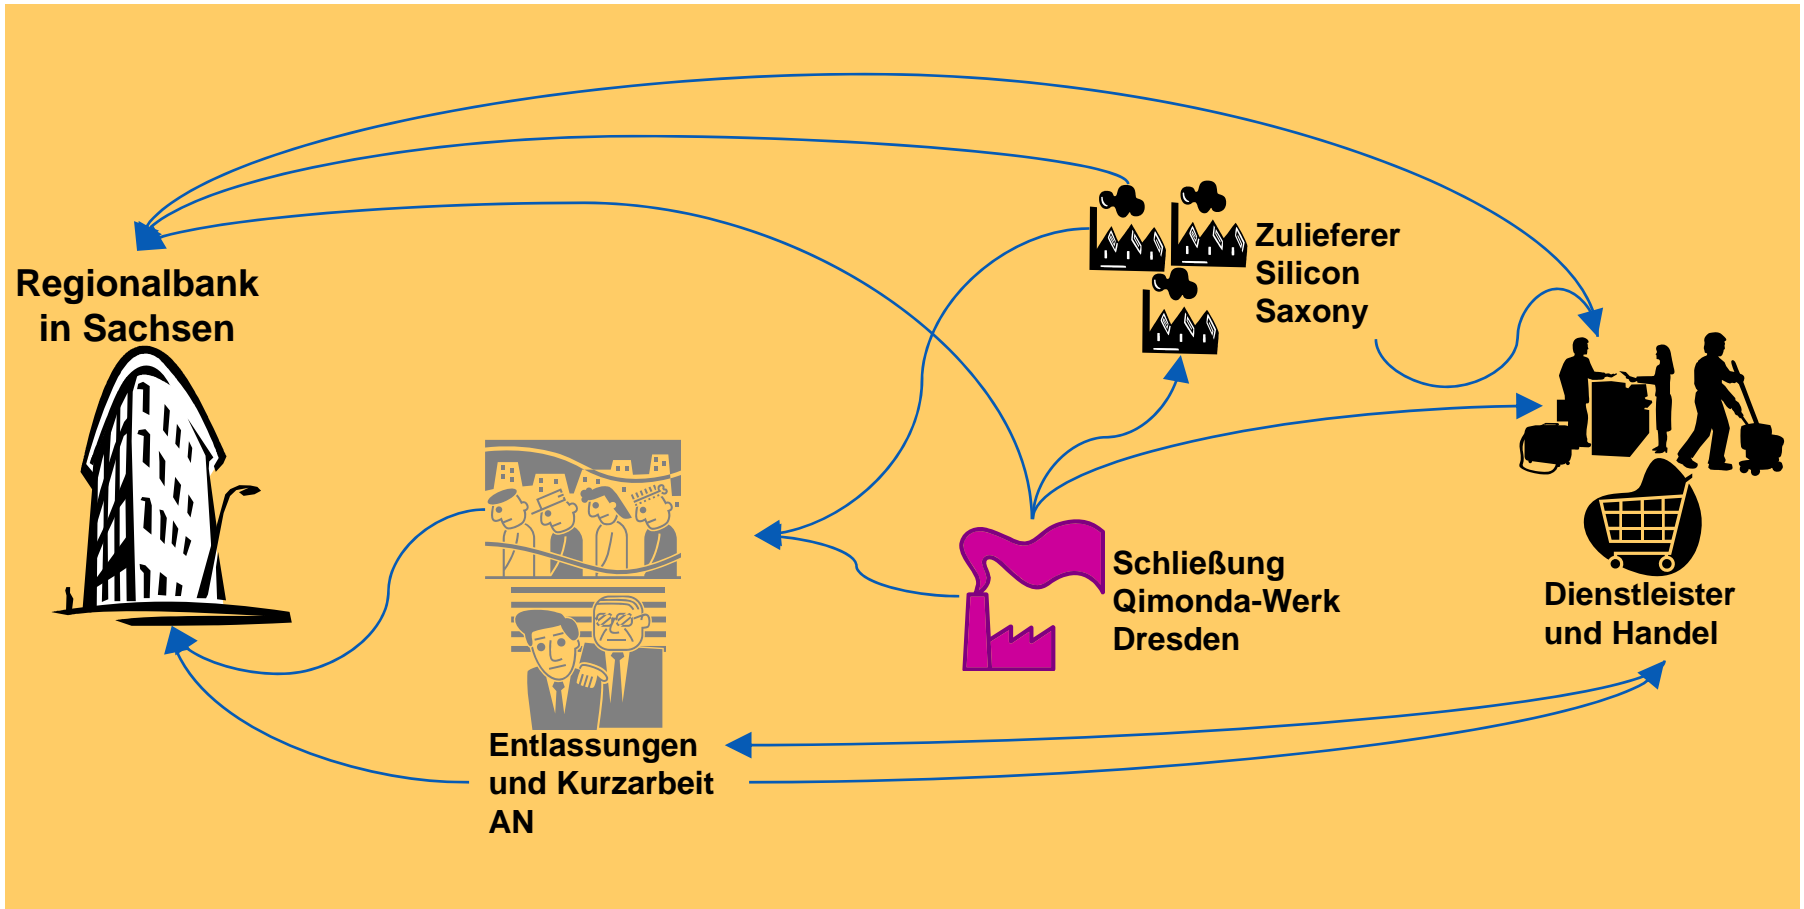 Regionalbank
in Sachsen
Zulieferer
Silicon
Saxony
Schließung
Qimonda-Werk
Dresden
Dienstleister
und Handel
Entlassungen
und Kurzarbeit
AN